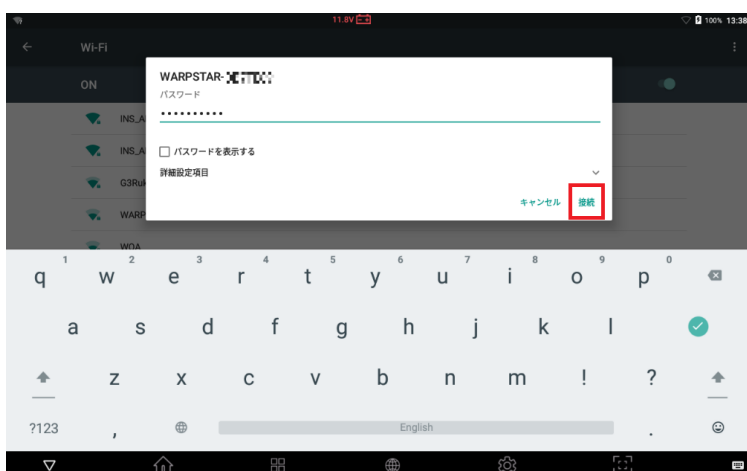 11.8V
100% 13:38
Wi-Fi
ON
WARPSTAR-
パスワード
パスワードを表示する
詳細設定項目
キャンセル 接続
INS_A
INS_A
G3Ruk
WARP
WOA
1 2 3 4 5 6 7 8 9 0
q w e r t y u i o p
a s d f g h j k l
z x c v b n m ! ?
?123 , English .